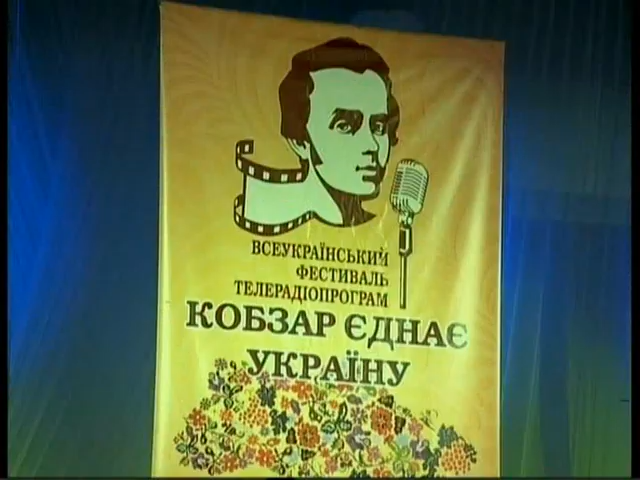 ВСЕУКРАЇНСЬКИЙ
ФЕСТИВАЛЬ
ТЕЛЕРАДІОПРОГРАМ
КОБЗАР ЄДНАЄ
УКРАЇНУ